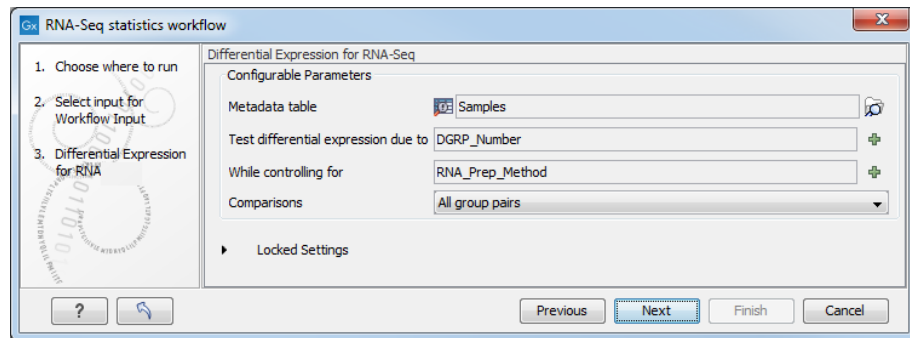 Gx RNA-Seq statistics workflow
1. Choose where to run
2. Select input for
Workflow Input
3. Differential Expression
for RNA
Differential Expression for RNA-Seq
Configurable Parameters
Metadata table Samples
Test differential expression due to DGRP_Number
While controlling for RNA_Prep_Method
Comparisons All group pairs
Locked Settings
? Previous Next Finish Cancel